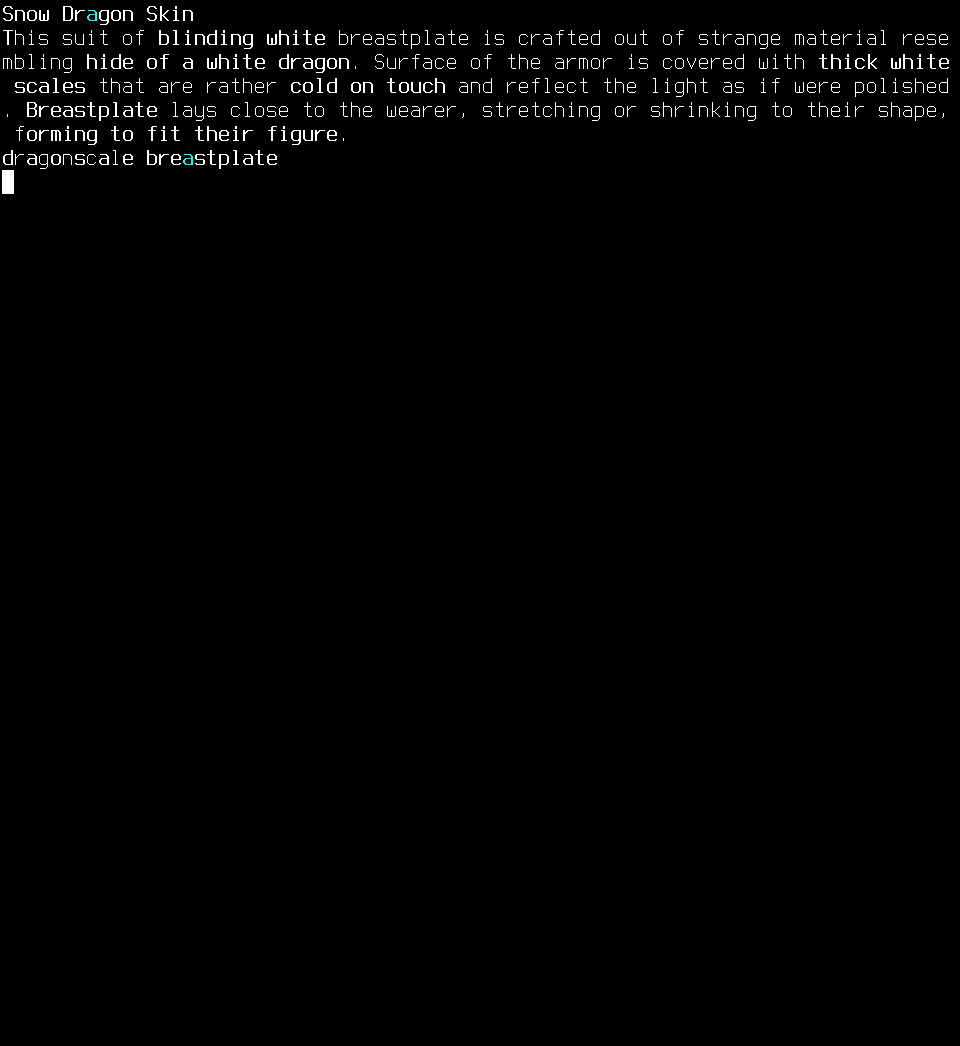 Snow Dragon Skin
This suit of blinding white breastplate is crafted out of strange material rese
mbling hide of a white dragon. Surface of the armor is covered with thick white
 scales that are rather cold on touch and reflect the light as if were polished
. Breastplate lays close to the wearer, stretching or shrinking to their shape,
 forming to fit their figure.
dragonscale breastplate